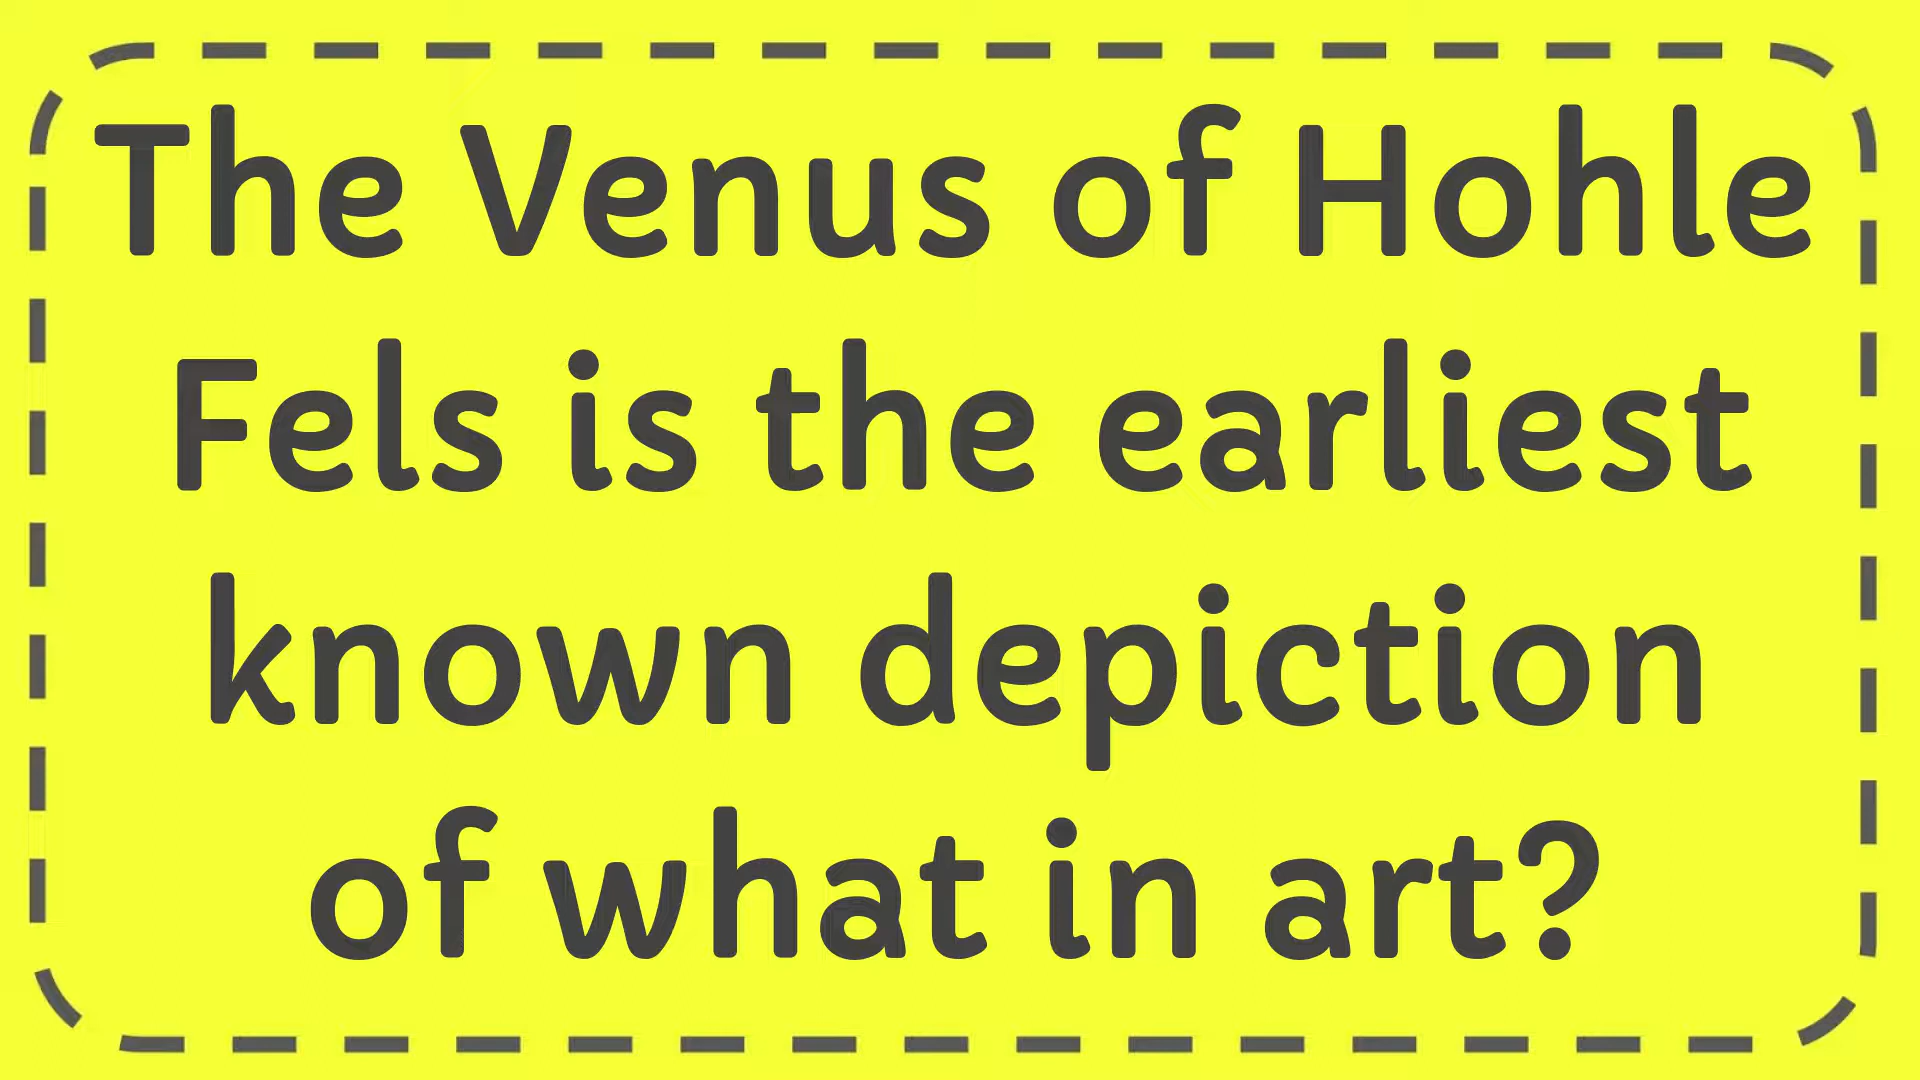 The Venus of Hohle
Fels is the earliest
known depiction
of what in art?